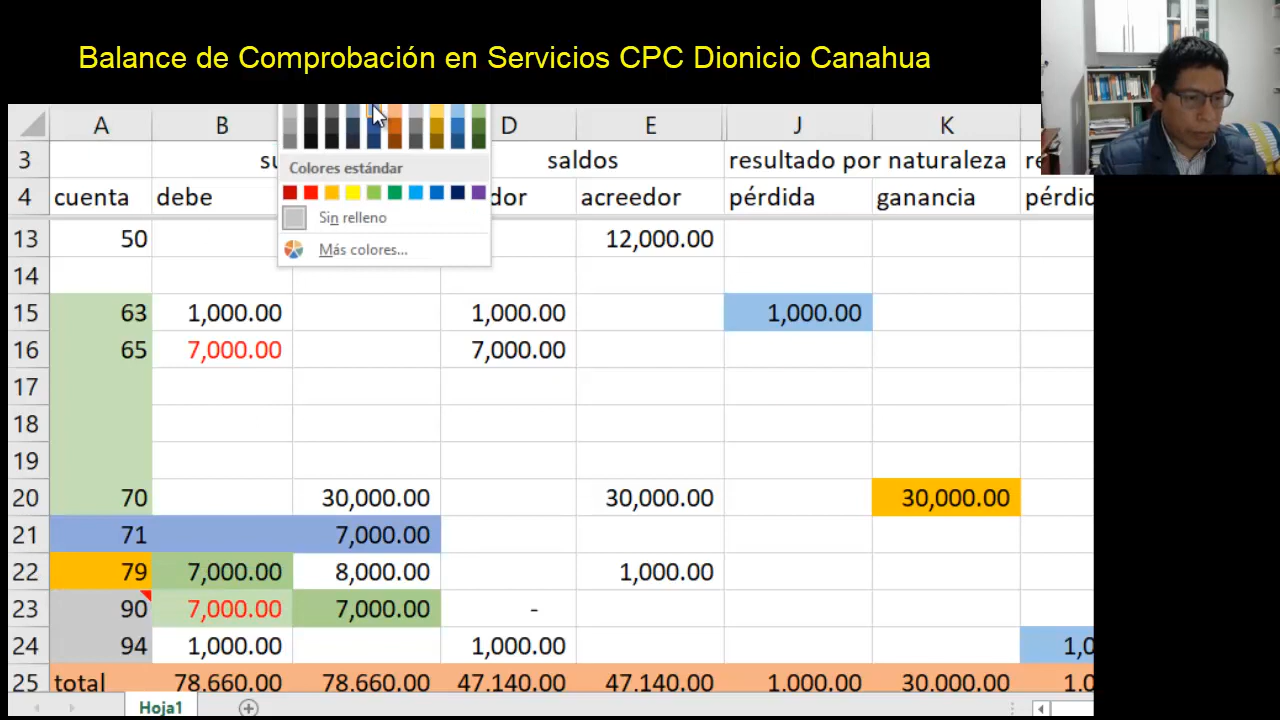 Balance de Comprobación en Servicios CPC Dionicio Canahua
A B D E J K
3 su saldos resultado por naturaleza
4 cuenta debe dor acreedor pérdida ganancia pérdid
Colores estándar
Sin relleno
Más colores...
13 50 12,000.00
14
15 63 1,000.00 1,000.00 1,000.00
16 65 7,000.00 7,000.00
17
18
19
20 70 30,000.00 30,000.00 30,000.00
21 71 7,000.00
22 79 7,000.00 8,000.00 1,000.00
23 90 7,000.00 7,000.00 -
24 94 1,000.00 1,000.00 1,0
25 total 78,660.00 78,660.00 47,140.00 47,140.00 1,000.00 30,000.00 1,0
Hoja1